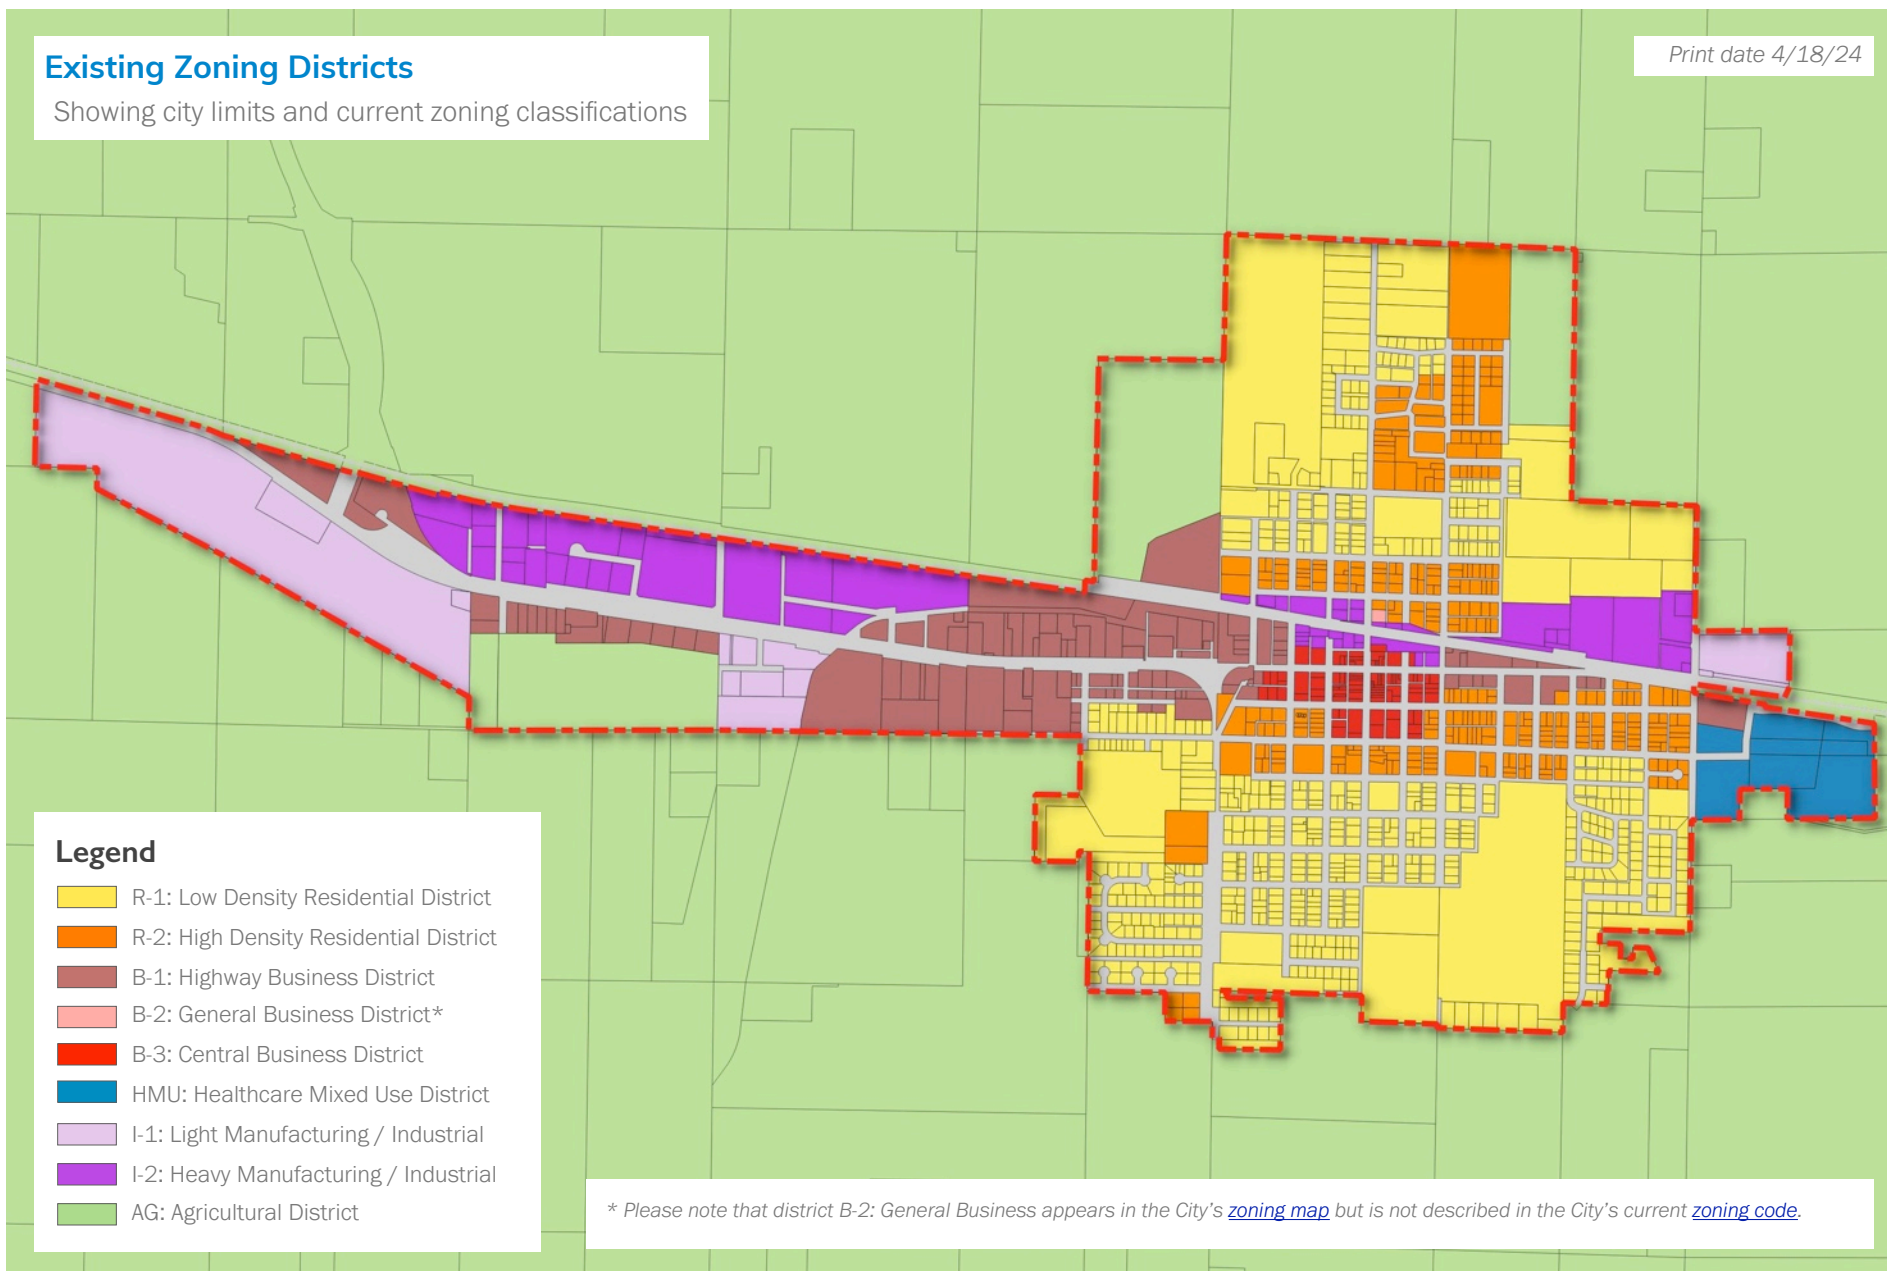 Existing Zoning Districts
Showing city limits and current zoning classifications
Print date 4/18/24
Legend
R-1: Low Density Residential District
R-2: High Density Residential District
B-1: Highway Business District
B-2: General Business District*
B-3: Central Business District
HMU: Healthcare Mixed Use District
I-1: Light Manufacturing / Industrial
I-2: Heavy Manufacturing / Industrial
AG: Agricultural District
* Please note that district B-2: General Business appears in the City's zoning map but is not described in the City's current zoning code.